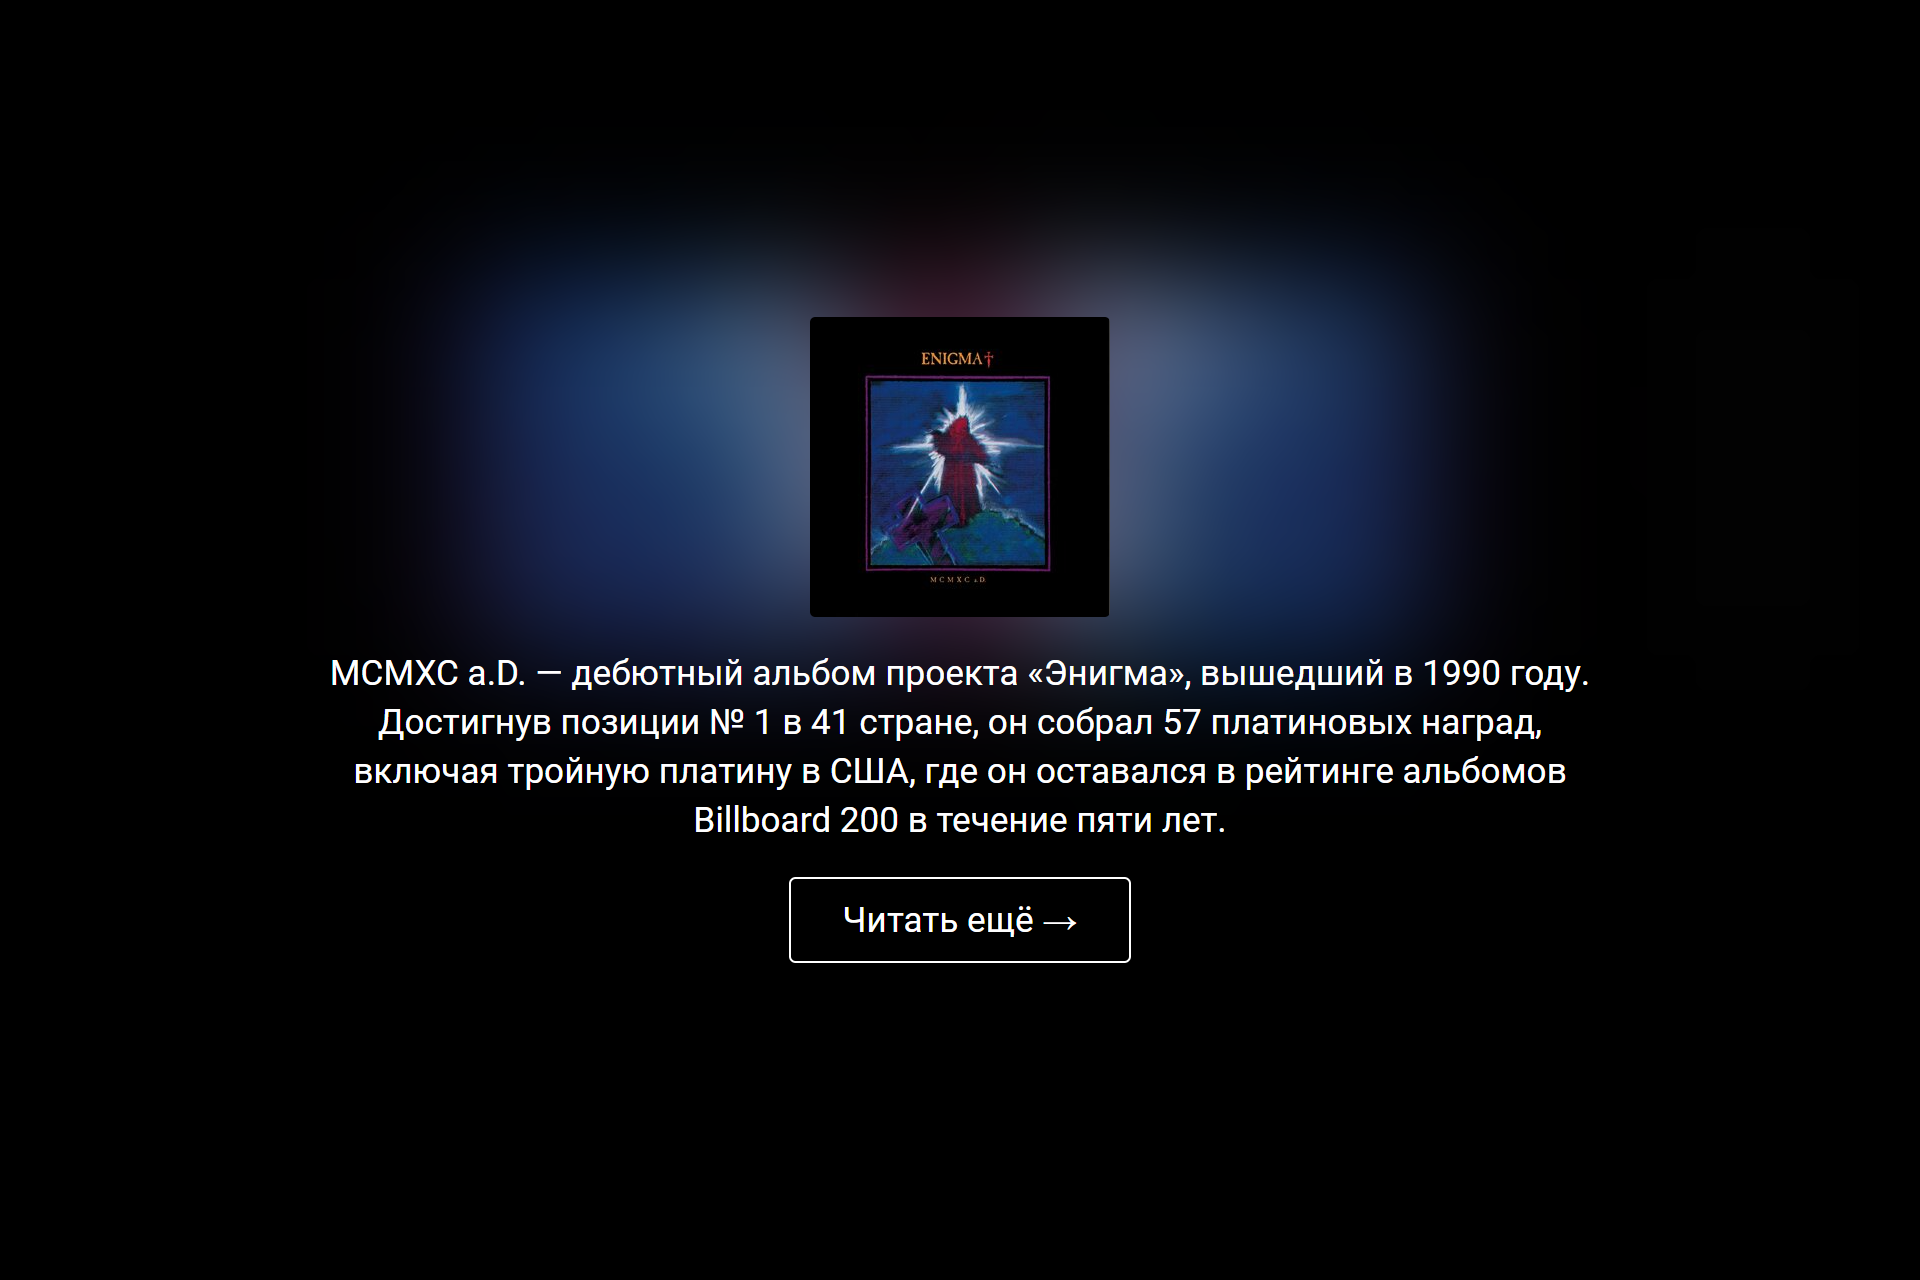 ENIGMA†
MCMXC a.D.
MCMXC a.D. — дебютный альбом проекта «Энигма», вышедший в 1990 году.
Достигнув позиции № 1 в 41 стране, он собрал 57 платиновых наград,
включая тройную платину в США, где он оставался в рейтинге альбомов
Billboard 200 в течение пяти лет.
Читать ещё →